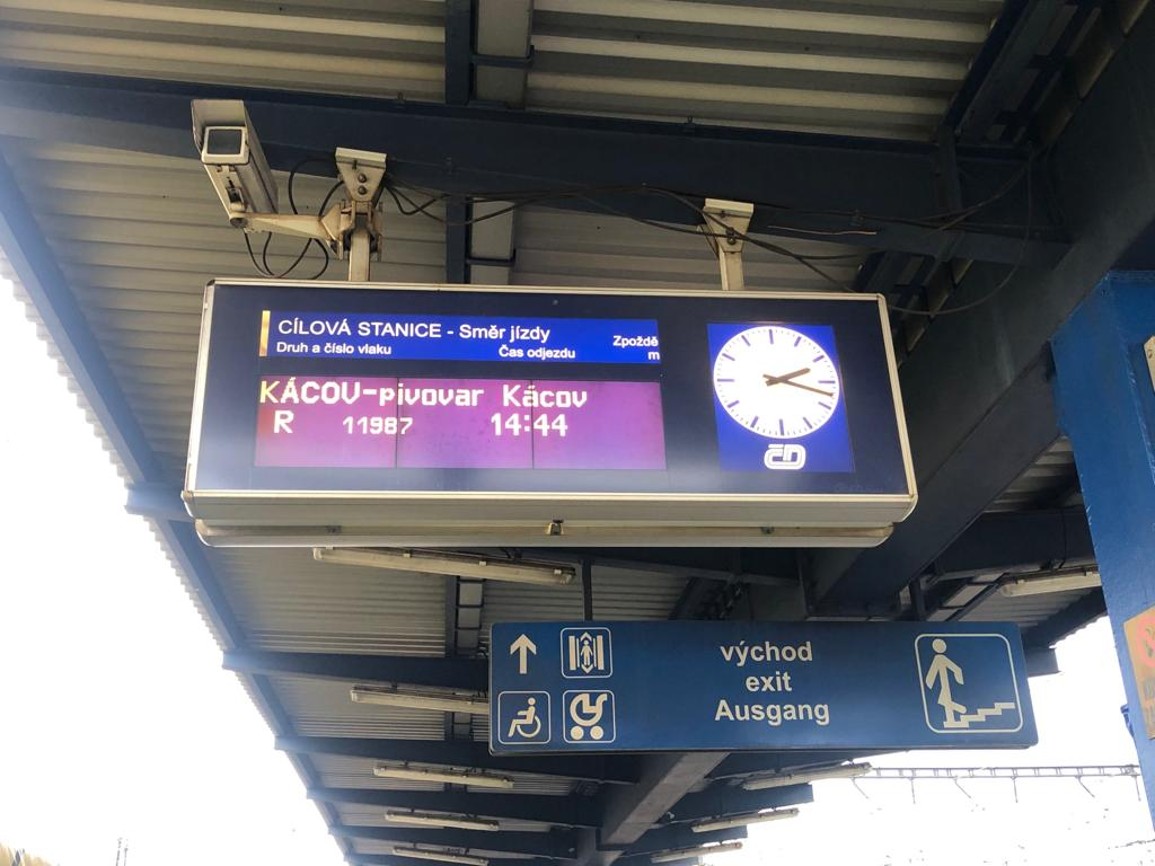 CÍLOVÁ STANICE - Směr jízdy
Druh a číslo vlaku Čas odjezdu Zpoždě
m
KÁCOV-pivovar Kácov
R 11987 14:44
ČD
východ
exit
Ausgang